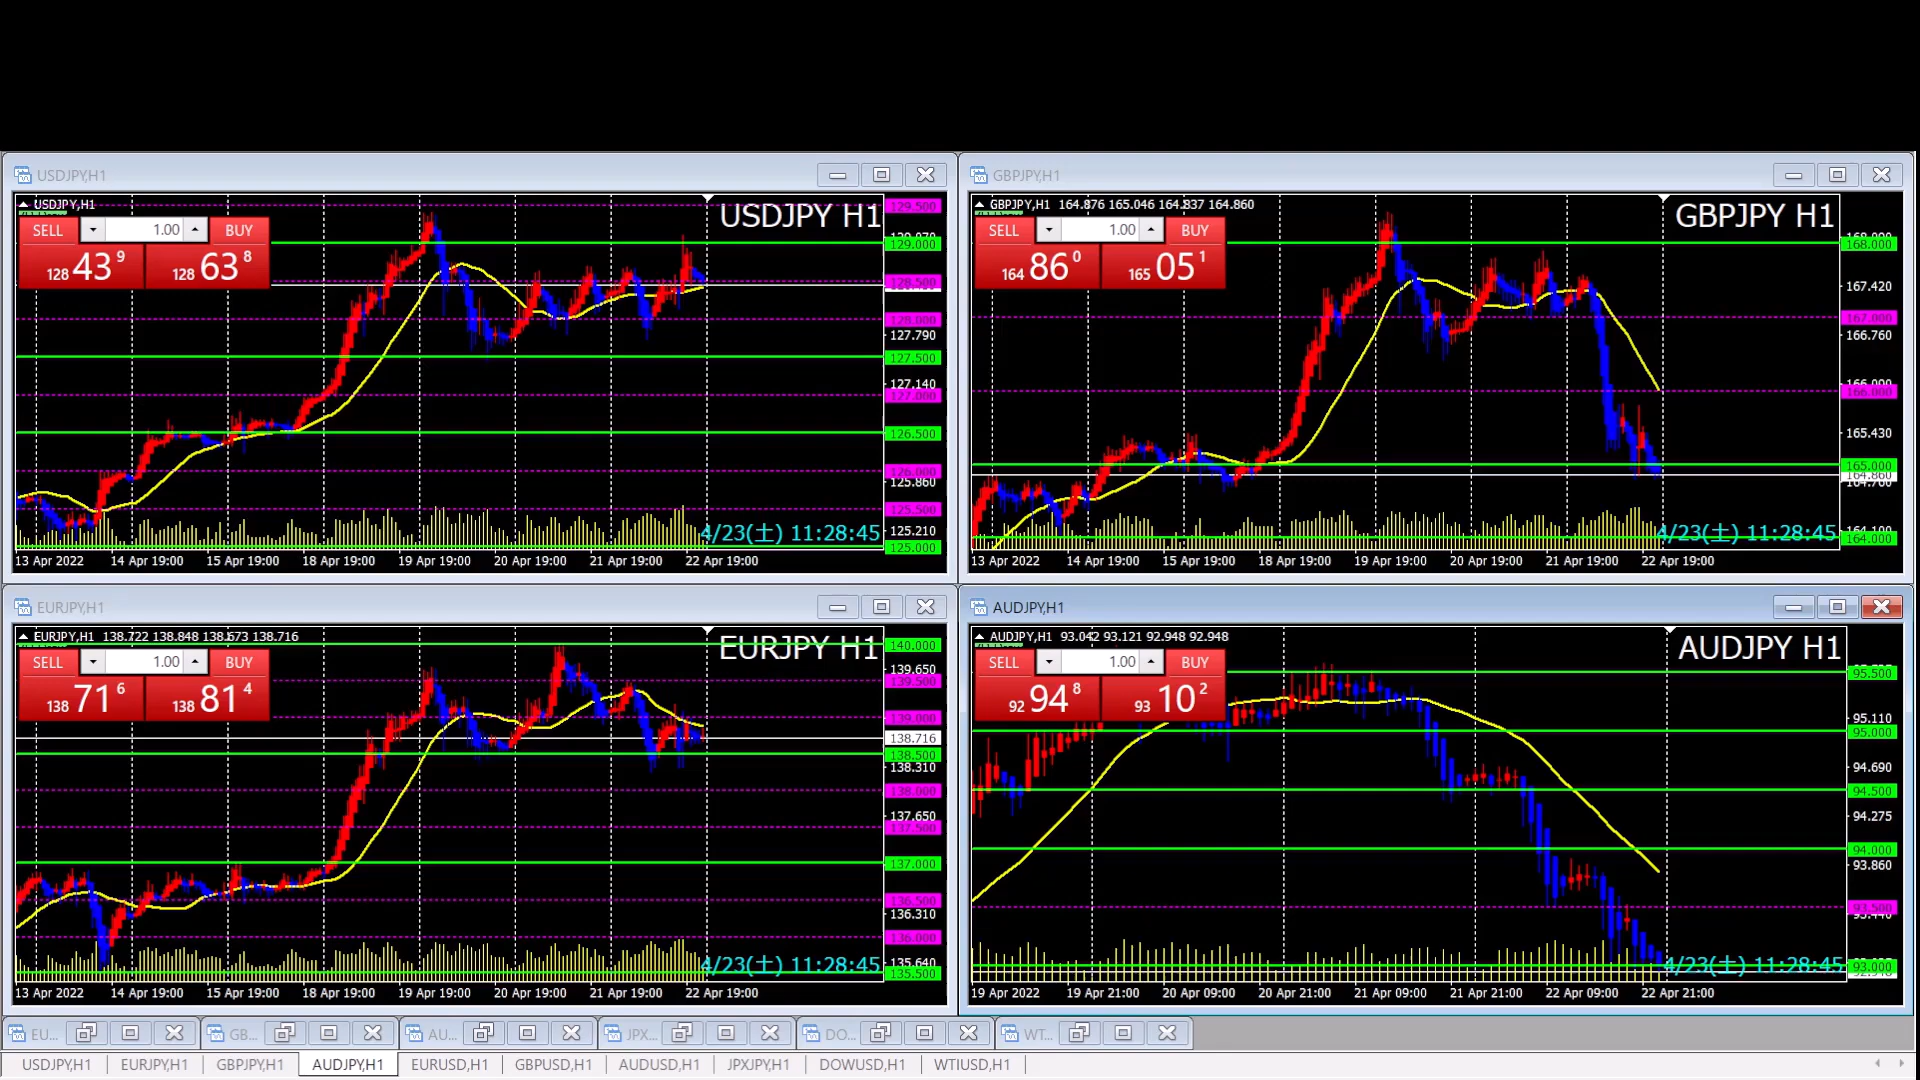 USDJPY,H1
USDJPY,H1
SELL 1.00 BUY
128 43 9 128 63 8
USDJPY H1
129.500
129.000
128.500
128.000
127.790
127.500
127.140
127.000
126.500
126.000
125.860
125.500
125.210
125.000
4/23(土) 11:28:45
13 Apr 2022 14 Apr 19:00 15 Apr 19:00 18 Apr 19:00 19 Apr 19:00 20 Apr 19:00 21 Apr 19:00 22 Apr 19:00
GBPJPY,H1
GBPJPY,H1 164.876 165.046 164.837 164.860
SELL 1.00 BUY
164 86 0 165 05 1
GBPJPY H1
168.000
167.420
167.000
166.760
166.000
165.430
165.000
164.860
164.100
164.000
4/23(土) 11:28:45
13 Apr 2022 14 Apr 19:00 15 Apr 19:00 18 Apr 19:00 19 Apr 19:00 20 Apr 19:00 21 Apr 19:00 22 Apr 19:00
EURJPY,H1
EURJPY,H1 138.722 138.848 138.673 138.716
SELL 1.00 BUY
138 71 6 138 81 4
EURJPY H1
140.000
139.650
139.500
139.000
138.716
138.500
138.310
138.000
137.650
137.500
137.000
136.500
136.310
136.000
135.640
135.500
4/23(土) 11:28:45
13 Apr 2022 14 Apr 19:00 15 Apr 19:00 18 Apr 19:00 19 Apr 19:00 20 Apr 19:00 21 Apr 19:00 22 Apr 19:00
AUDJPY,H1
AUDJPY,H1 93.042 93.121 92.948 92.948
SELL 1.00 BUY
92 94 8 93 10 2
AUDJPY H1
95.500
95.110
95.000
94.690
94.500
94.275
94.000
93.860
93.500
93.440
93.000
4/23(土) 11:28:45
19 Apr 2022 19 Apr 21:00 20 Apr 09:00 20 Apr 21:00 21 Apr 09:00 21 Apr 21:00 22 Apr 09:00 22 Apr 21:00
EU... GB... AU... JPX... DO... WT...
USDJPY,H1 EURJPY,H1 GBPJPY,H1 AUDJPY,H1 EURUSD,H1 GBPUSD,H1 AUDUSD,H1 JPXJPY,H1 DOWUSD,H1 WTIUSD,H1